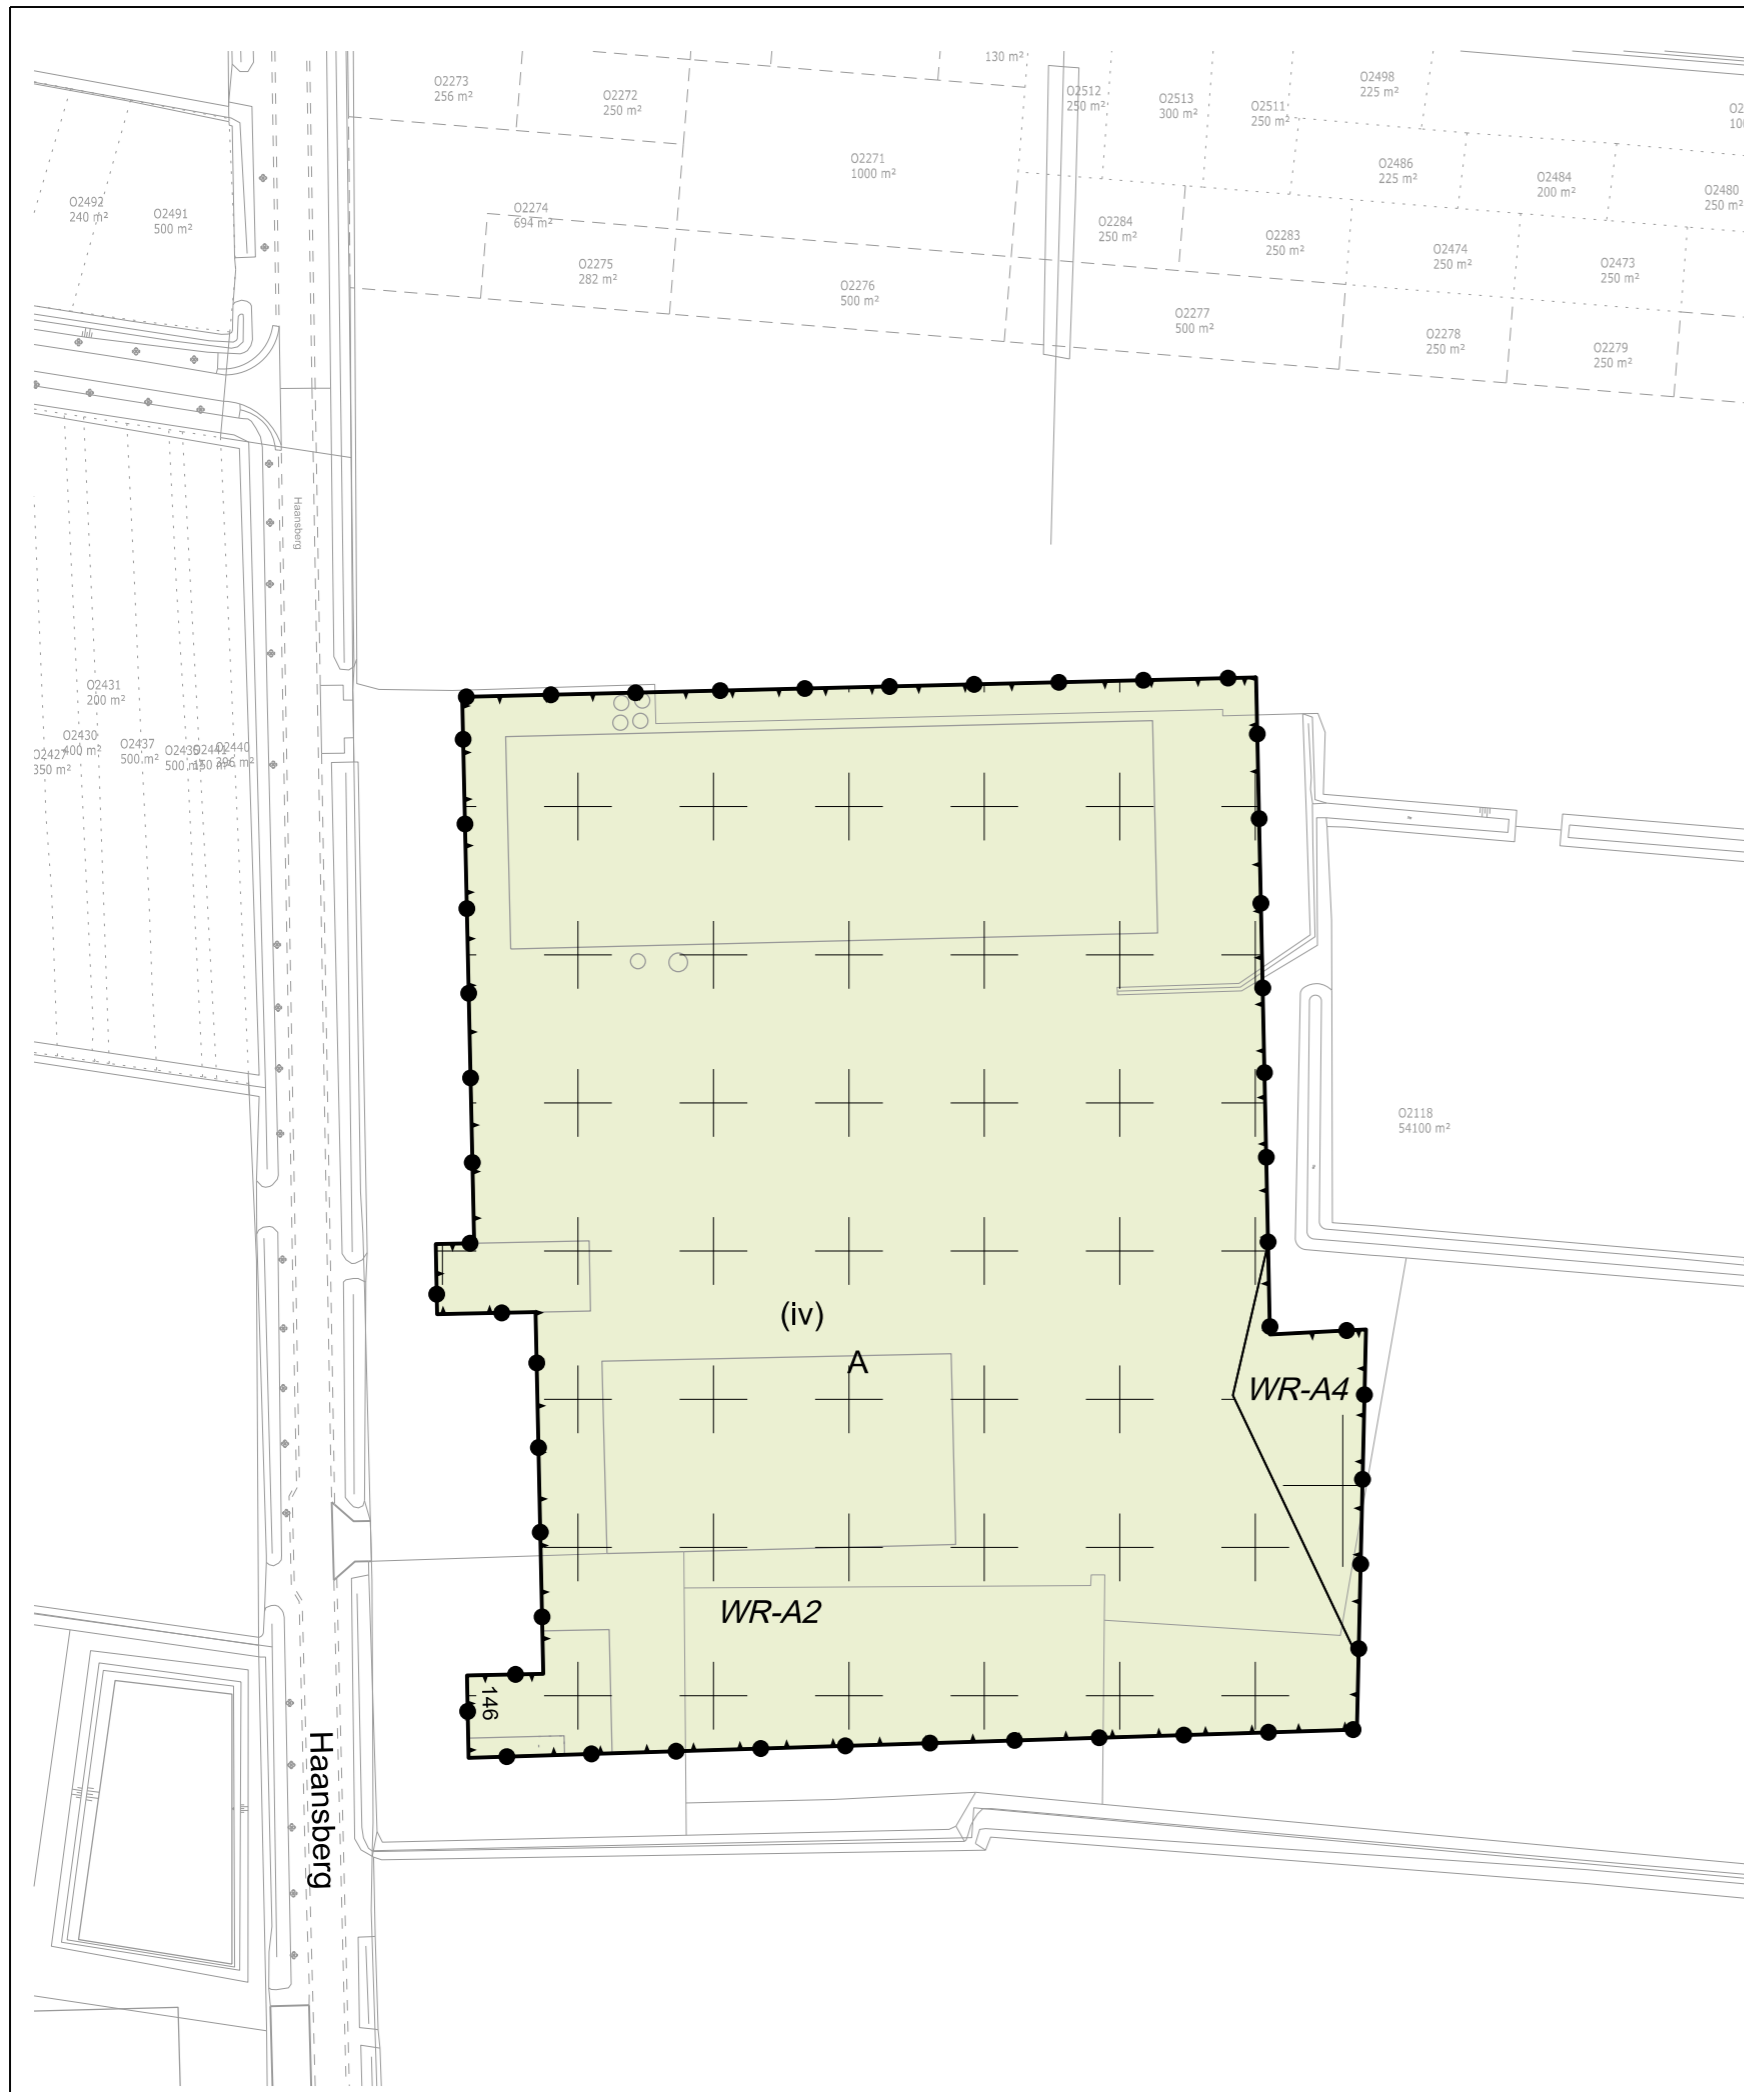 130 m²
O2273
256 m²
O2272
250 m²
O2512
250 m²
O2513
300 m²
O2511
250 m²
O2498
225 m²
O2271
1000 m²
O2486
225 m²
O2484
200 m²
O2480
250 m²
O2492
240 m²
O2491
500 m²
O2274
694 m²
O2284
250 m²
O2283
250 m²
O2474
250 m²
O2473
250 m²
O2275
282 m²
O2276
500 m²
O2277
500 m²
O2278
250 m²
O2279
250 m²
Haansberg
O2431
200 m²
O2427
350 m²
O2430
400 m²
O2437
500 m²
O2440
396 m²
O2118
54100 m²
(iv)
A
WR-A4
WR-A2
146
Haansberg